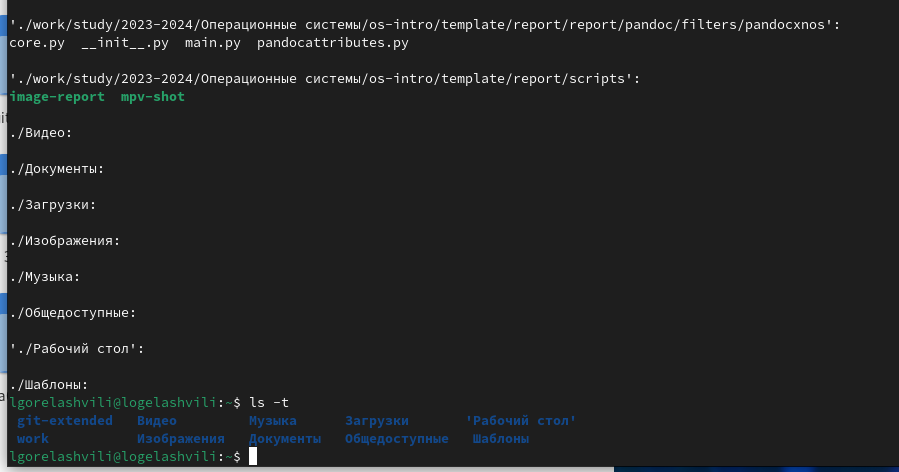 './work/study/2023-2024/Операционные системы/os-intro/template/report/report/pandoc/filters/pandocxnos':
core.py  __init__.py  main.py  pandocattributes.py
'./work/study/2023-2024/Операционные системы/os-intro/template/report/scripts':
image-report  mpv-shot
./Видео:
./Документы:
./Загрузки:
./Изображения:
./Музыка:
./Общедоступные:
'./Рабочий стол':
./Шаблоны:
lgorelashvili@logelashvili:~$ ls -t
git-extended  Видео  Музыка  Загрузки  'Рабочий стол'
work  Изображения  Документы  Общедоступные  Шаблоны
lgorelashvili@logelashvili:~$